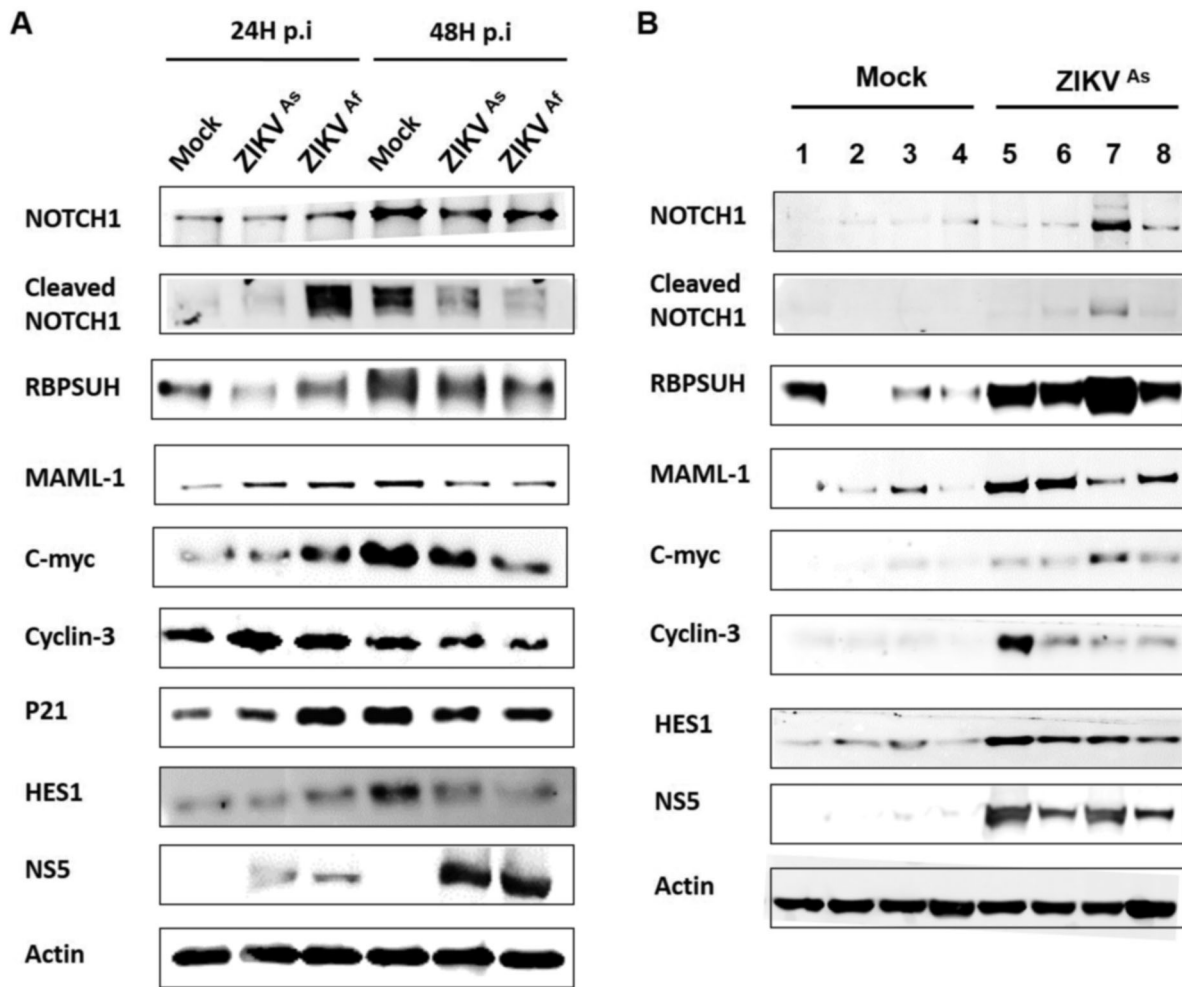 A
24H p.i
48H p.i
Mock
ZIKV As
ZIKV Af
Mock
ZIKV As
ZIKV Af
NOTCH1
Cleaved
NOTCH1
RBPSUH
MAML-1
C-myc
Cyclin-3
P21
HES1
NS5
Actin
B
Mock
ZIKV As
1 2 3 4 5 6 7 8
NOTCH1
Cleaved
NOTCH1
RBPSUH
MAML-1
C-myc
Cyclin-3
HES1
NS5
Actin